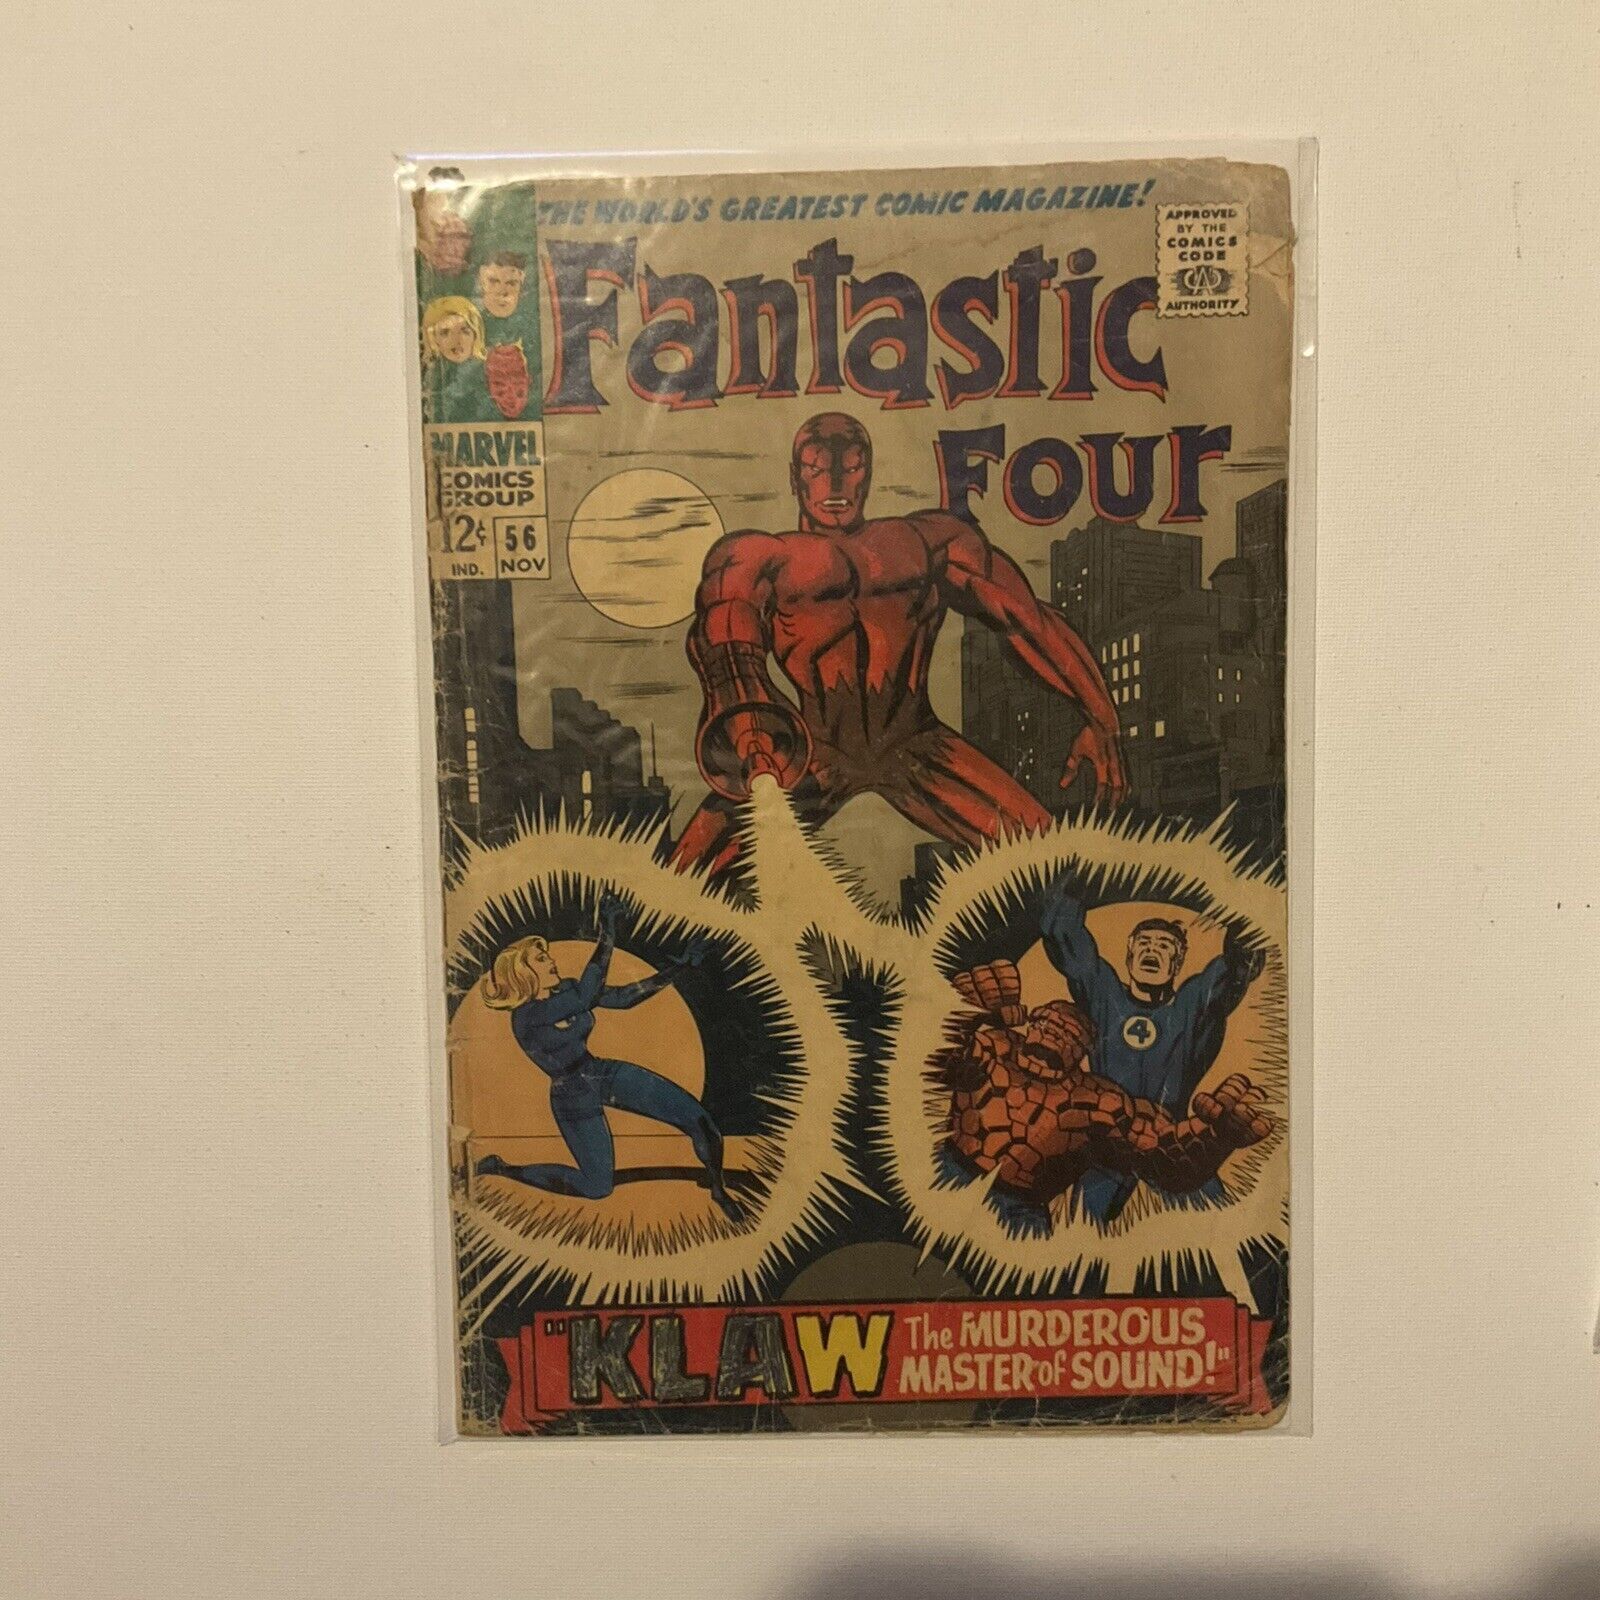 THE WORLD'S GREATEST COMIC MAGAZINE!
APPROVED
BY THE
COMICS
CODE
CA
AUTHORITY
Fantastic
Four
MARVEL
COMICS
GROUP
12¢
IND.
56
NOV
4
"KLAW The MURDEROUS
MASTER of SOUND!"